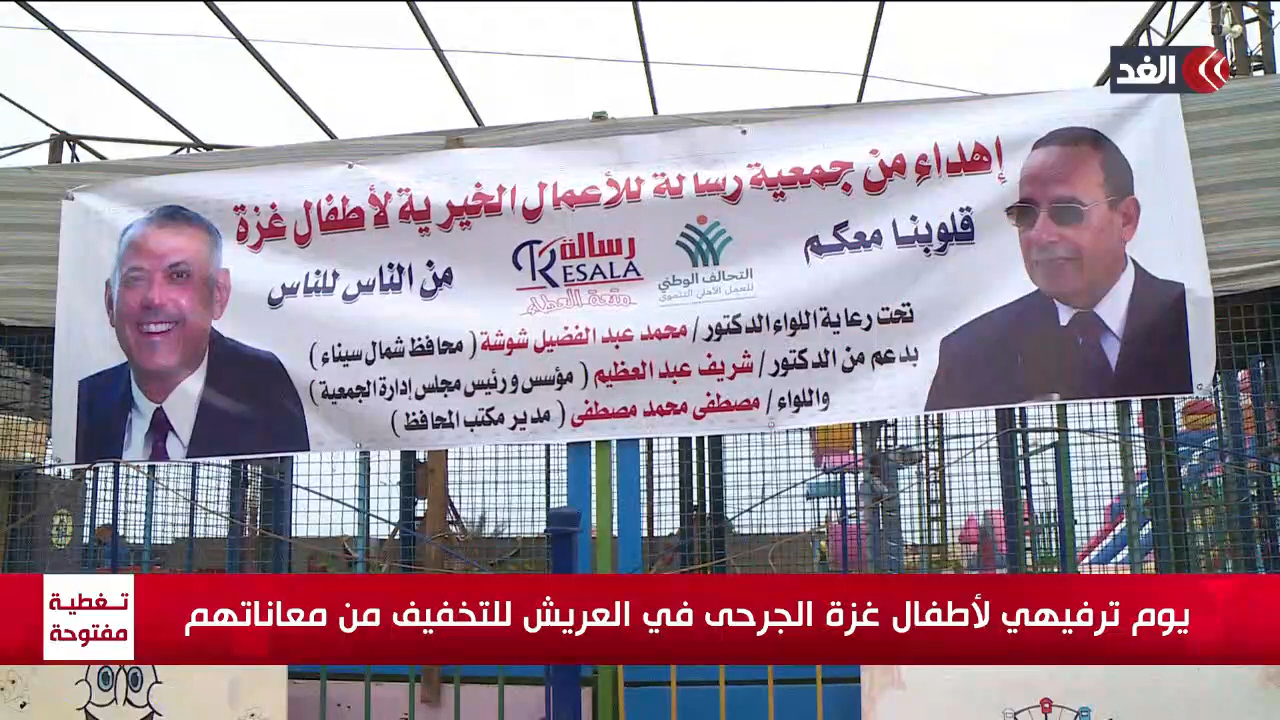 الغد
إهداء من جمعية رسالة للأعمال الخيرية لأطفال غزة
قلوبنا معكم
التحالف الوطني
للعمل الأهلي التنموي
رسالة
RESALA
متعة العطاء
من الناس للناس
تحت رعاية اللواء الدكتور / محمد عبد الفضيل شوشة ( محافظ شمال سيناء )
بدعم من الدكتور / شريف عبد العظيم ( مؤسس ورئيس مجلس إدارة الجمعية )
واللواء / مصطفى محمد مصطفى ( مدير مكتب المحافظ )
يوم ترفيهي لأطفال غزة الجرحى في العريش للتخفيف من معاناتهم
تغطية
مفتوحة